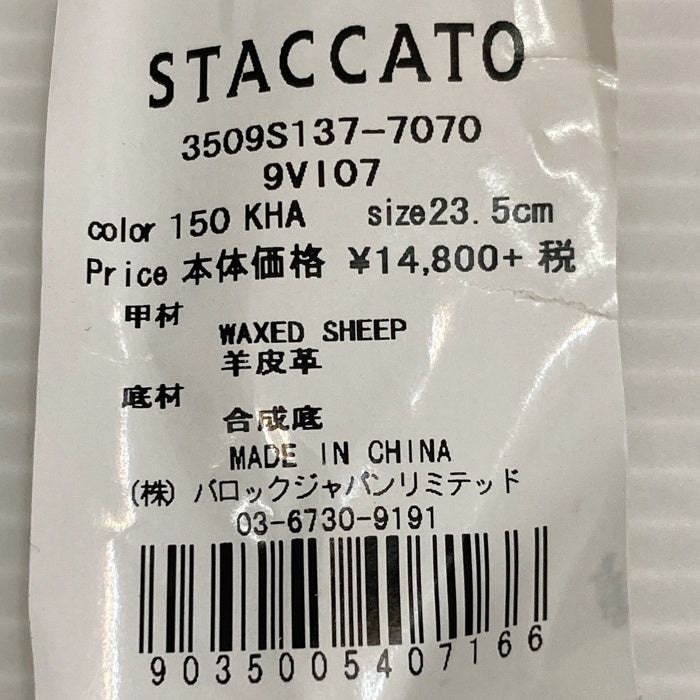 STACCATO
3509S137-7070
9VI07
color 150 KHA size23.5cm
Price 本体価格 ¥14,800+ 税
甲材
WAXED SHEEP
羊皮革
底材
合成底
MADE IN CHINA
(株) バロックジャパンリミテッド
03-6730-9191
9035005407166